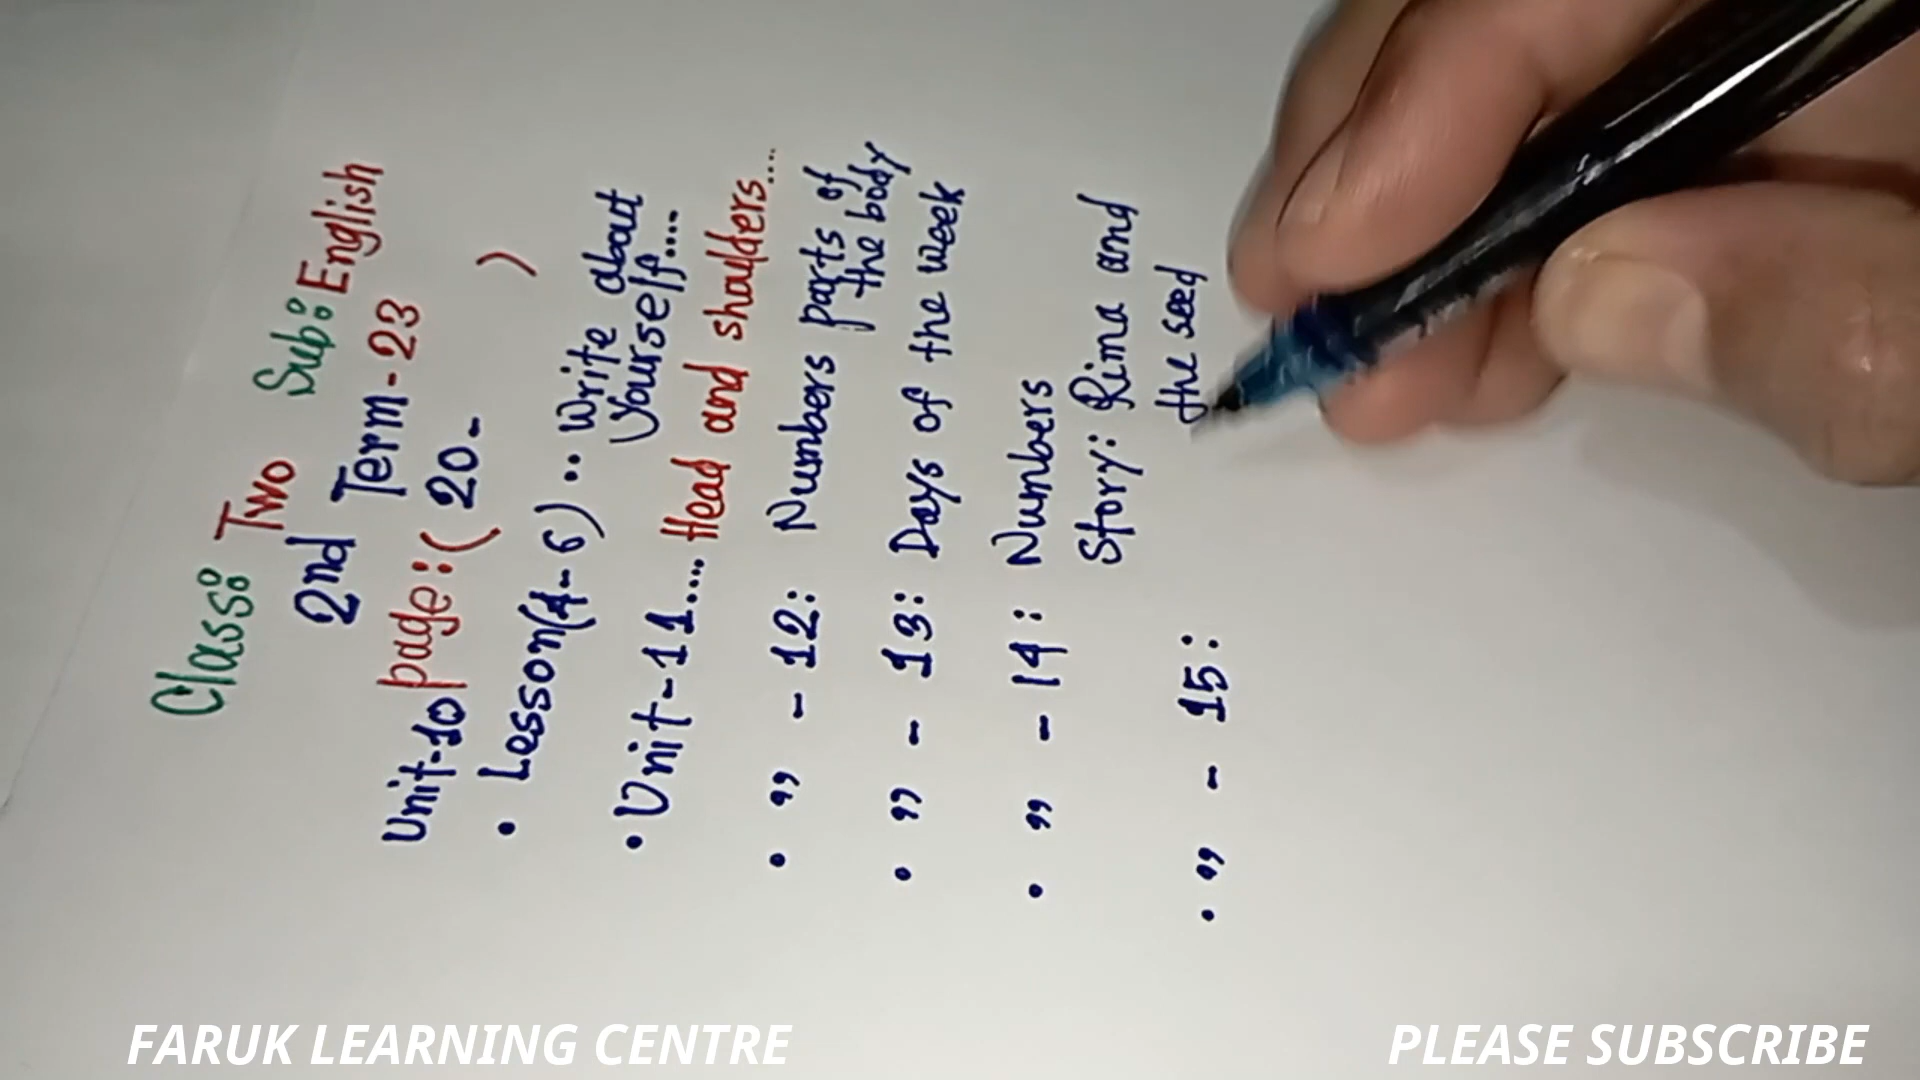 Class: Two Sub: English
2nd Term - 23
Unit-10 page: ( 20 - )
• Lesson(4-6) .. Write about
Yourself....
• Unit-11.... Head and shoulders....
• ,, - 12: Numbers parts of
the body
• ,, - 13: Days of the week
• ,, - 14: Numbers
Story: Rima and
the seed
• ,, - 15:
FARUK LEARNING CENTRE
PLEASE SUBSCRIBE